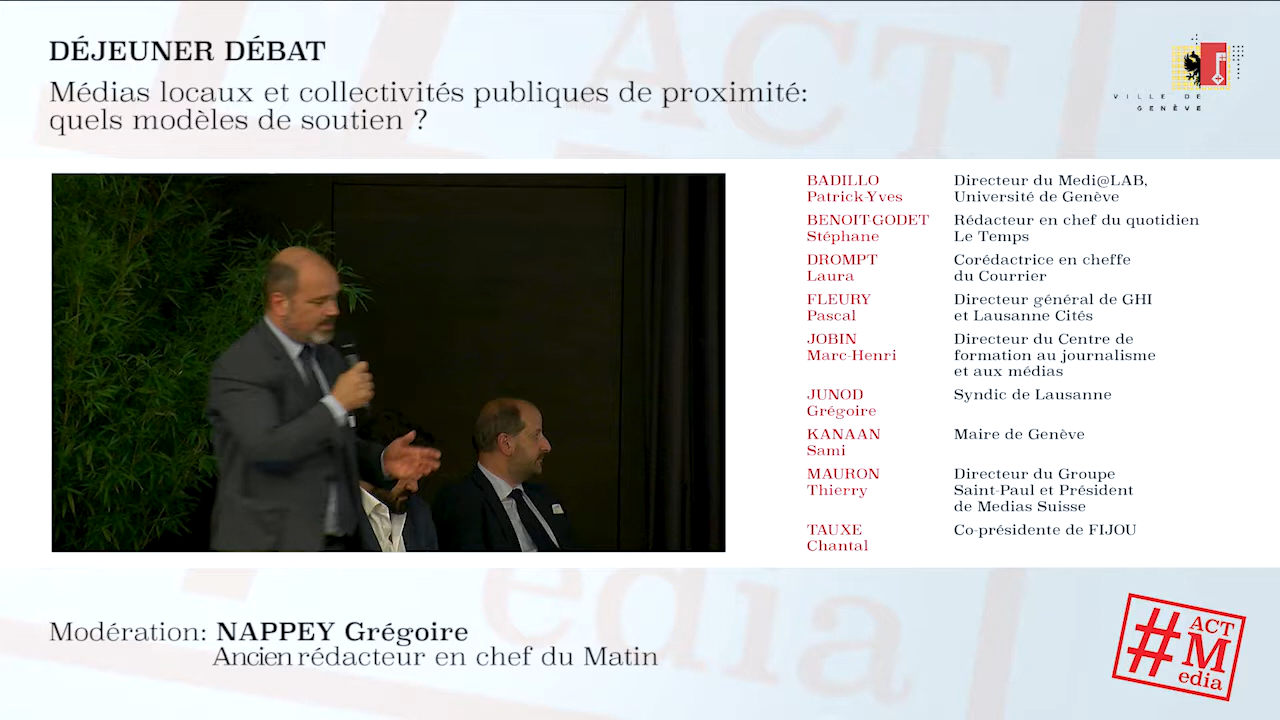 DÉJEUNER DÉBAT
Médias locaux et collectivités publiques de proximité:
quels modèles de soutien ?
VILLE DE
GENÈVE
BADILLO Directeur du Medi@LAB,
Patrick-Yves Université de Genève
BENOIT-GODET Rédacteur en chef du quotidien
Stéphane Le Temps
DROMPT Corédactrice en cheffe
Laura du Courrier
FLEURY Directeur général de GHI
Pascal et Lausanne Cités
JOBIN Directeur du Centre de
Marc-Henri formation au journalisme
et aux médias
JUNOD Syndic de Lausanne
Grégoire
KANAAN Maire de Genève
Sami
MAURON Directeur du Groupe
Thierry Saint-Paul et Président
de Medias Suisse
TAUXE Co-présidente de FIJOU
Chantal
Modération: NAPPEY Grégoire
Ancien rédacteur en chef du Matin
#ACT
Media
ACT
edia